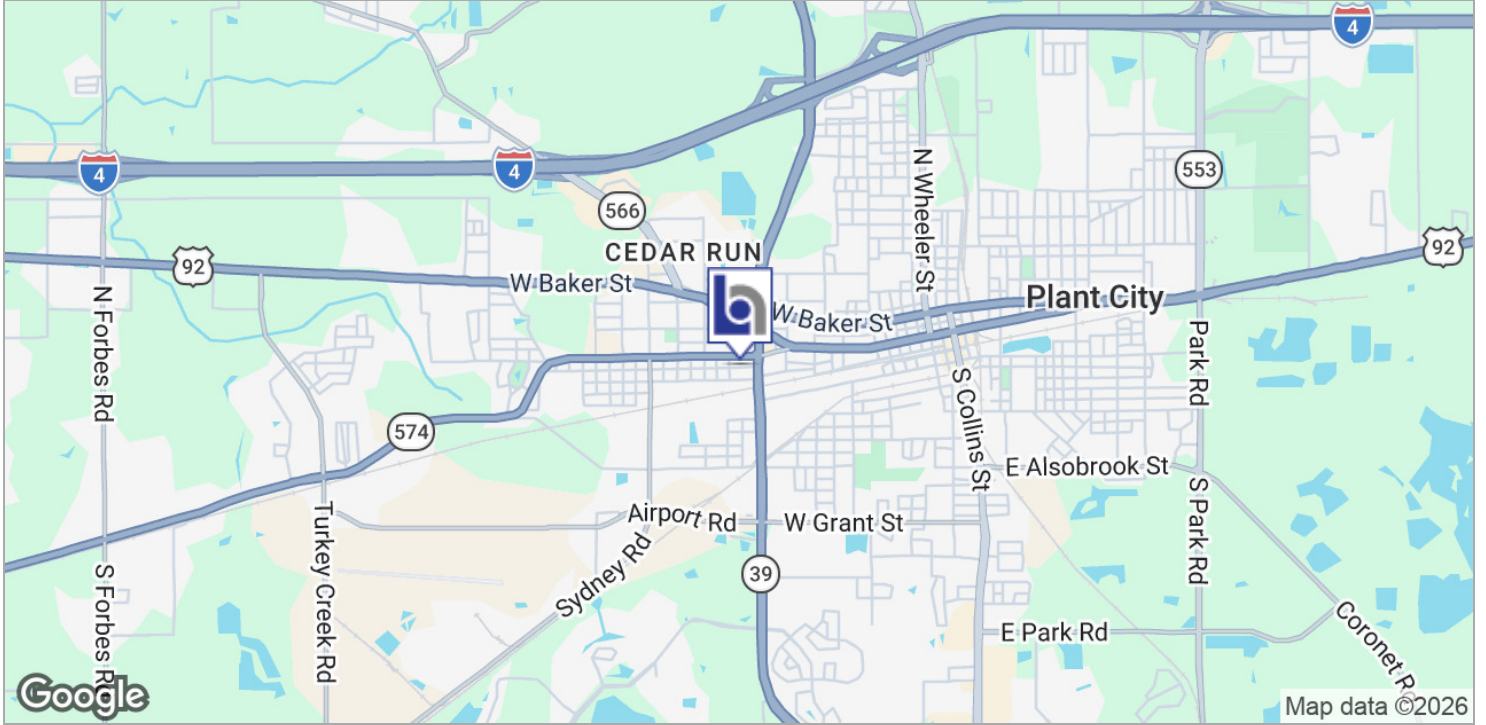 4
4
4
553
566
N Wheeler St
CEDAR RUN
92
92
W Baker St
W Baker St
Plant City
N Forbes Rd
Park Rd
S Collins St
574
E Alsobrook St
Airport Rd
W Grant St
S Park Rd
Turkey Creek Rd
Sydney Rd
39
S Forbes Rd
E Park Rd
Coronet Rd
Google
Map data ©2026